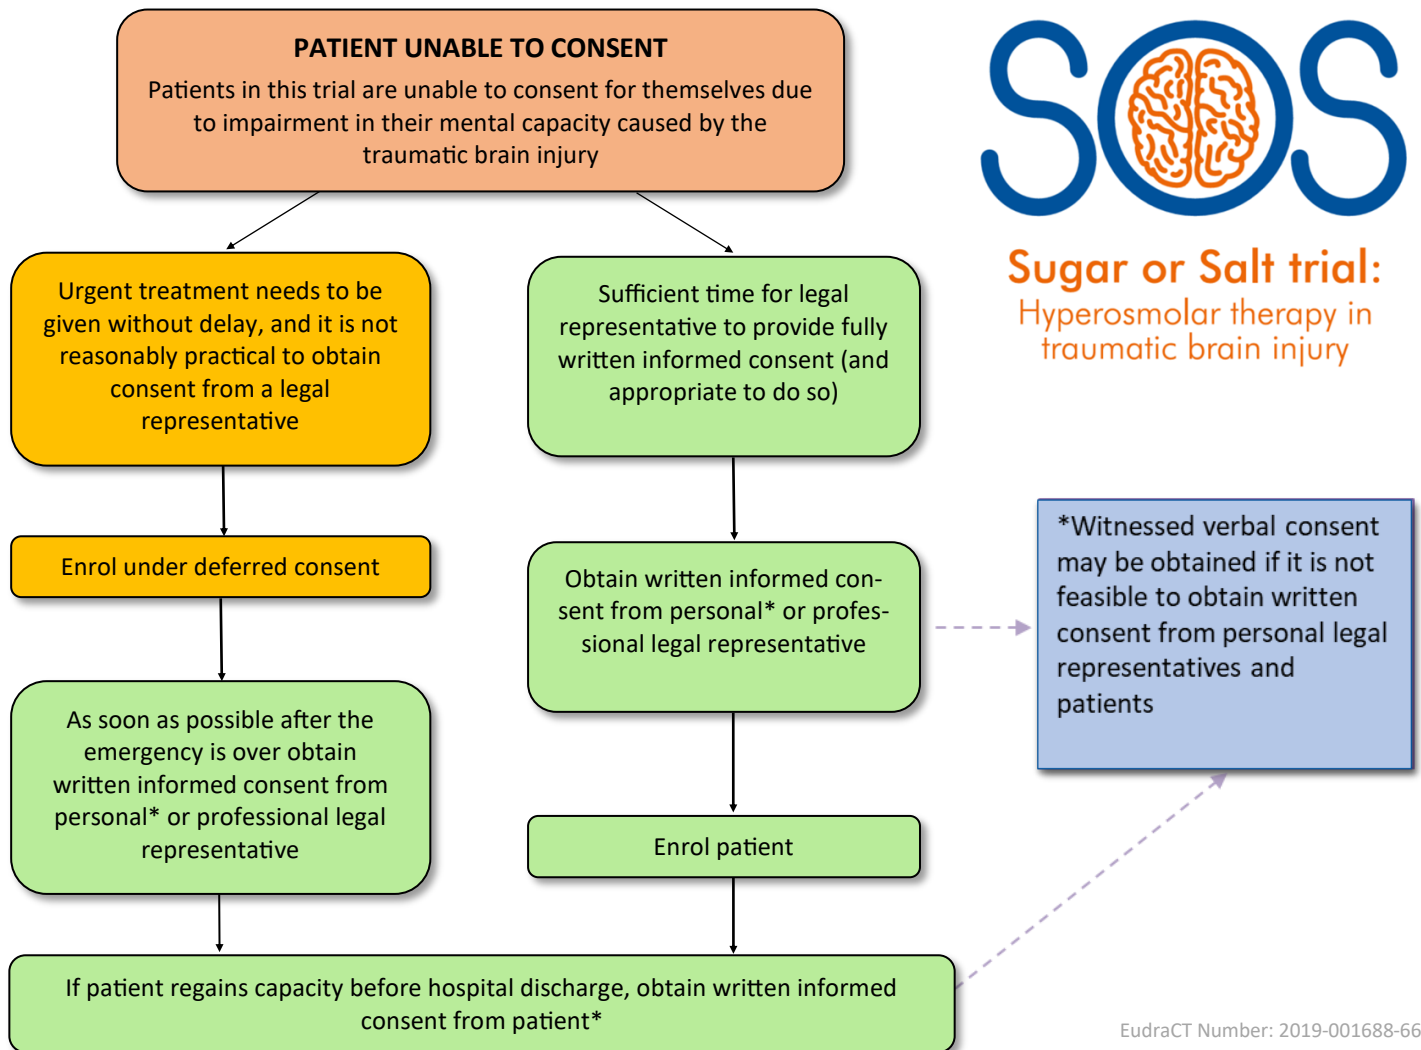 PATIENT UNABLE TO CONSENT
Patients in this trial are unable to consent for themselves due
to impairment in their mental capacity caused by the
traumatic brain injury
SOS
Sugar or Salt trial:
Hyperosmolar therapy in
traumatic brain injury
Urgent treatment needs to be
given without delay, and it is not
reasonably practical to obtain
consent from a legal
representative
Sufficient time for legal
representative to provide fully
written informed consent (and
appropriate to do so)
Enrol under deferred consent
Obtain written informed con-
sent from personal* or profes-
sional legal representative
*Witnessed verbal consent
may be obtained if it is not
feasible to obtain written
consent from personal legal
representatives and
patients
As soon as possible after the
emergency is over obtain
written informed consent from
personal* or professional legal
representative
Enrol patient
If patient regains capacity before hospital discharge, obtain written informed
consent from patient*
EudraCT Number: 2019-001688-66